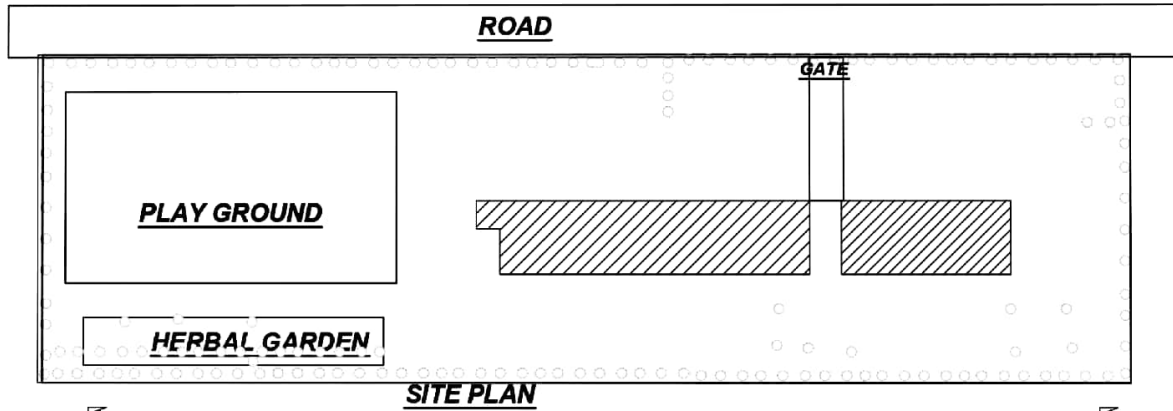 ROAD
GATE
PLAY GROUND
HERBAL GARDEN
SITE PLAN